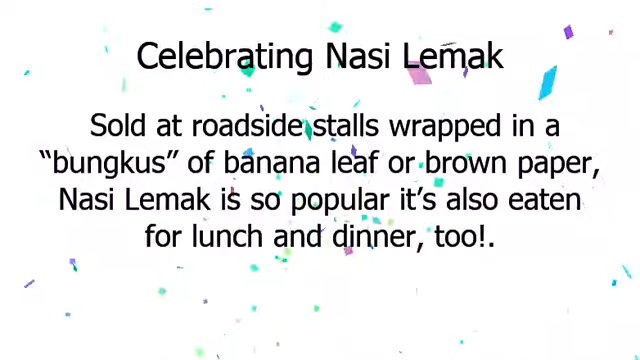 Celebrating Nasi Lemak
Sold at roadside stalls wrapped in a
“bungkus” of banana leaf or brown paper,
Nasi Lemak is so popular it’s also eaten
for lunch and dinner, too!.